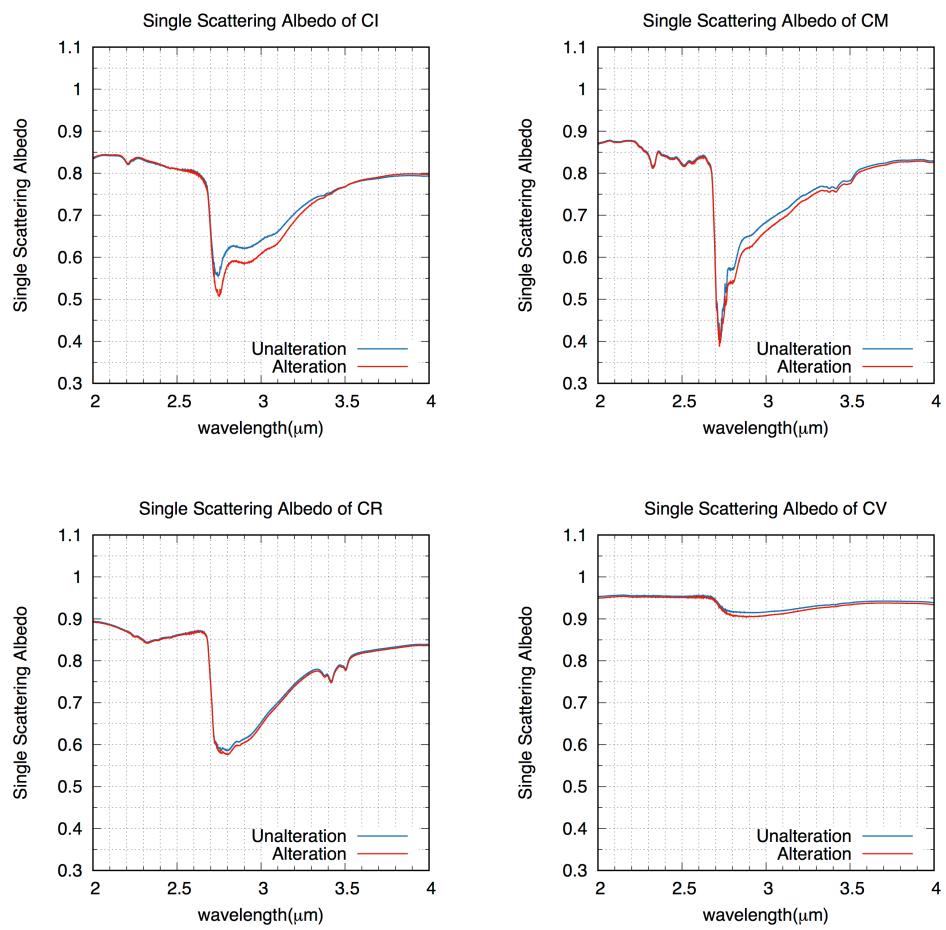 Single Scattering Albedo of CI
1.1
1
0.9
0.8
0.7
0.6
0.5
0.4
0.3
Single Scattering Albedo
Unalteration
Alteration
2 2.5 3 3.5 4
wavelength(μm)
Single Scattering Albedo of CM
1.1
1
0.9
0.8
0.7
0.6
0.5
0.4
0.3
Single Scattering Albedo
Unalteration
Alteration
2 2.5 3 3.5 4
wavelength(μm)
Single Scattering Albedo of CR
1.1
1
0.9
0.8
0.7
0.6
0.5
0.4
0.3
Single Scattering Albedo
Unalteration
Alteration
2 2.5 3 3.5 4
wavelength(μm)
Single Scattering Albedo of CV
1.1
1
0.9
0.8
0.7
0.6
0.5
0.4
0.3
Single Scattering Albedo
Unalteration
Alteration
2 2.5 3 3.5 4
wavelength(μm)